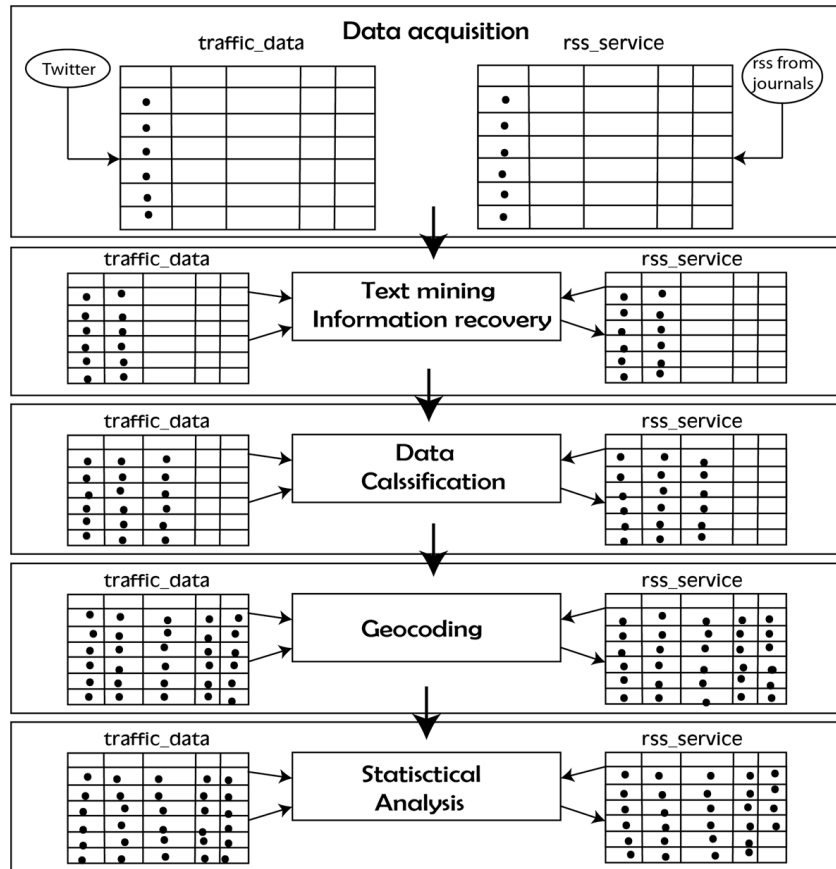 Data acquisition
traffic_data
rss_service
Twitter
rss from
journals
traffic_data
rss_service
Text mining
Information recovery
traffic_data
rss_service
Data
Calssification
traffic_data
rss_service
Geocoding
traffic_data
rss_service
Statisctical
Analysis